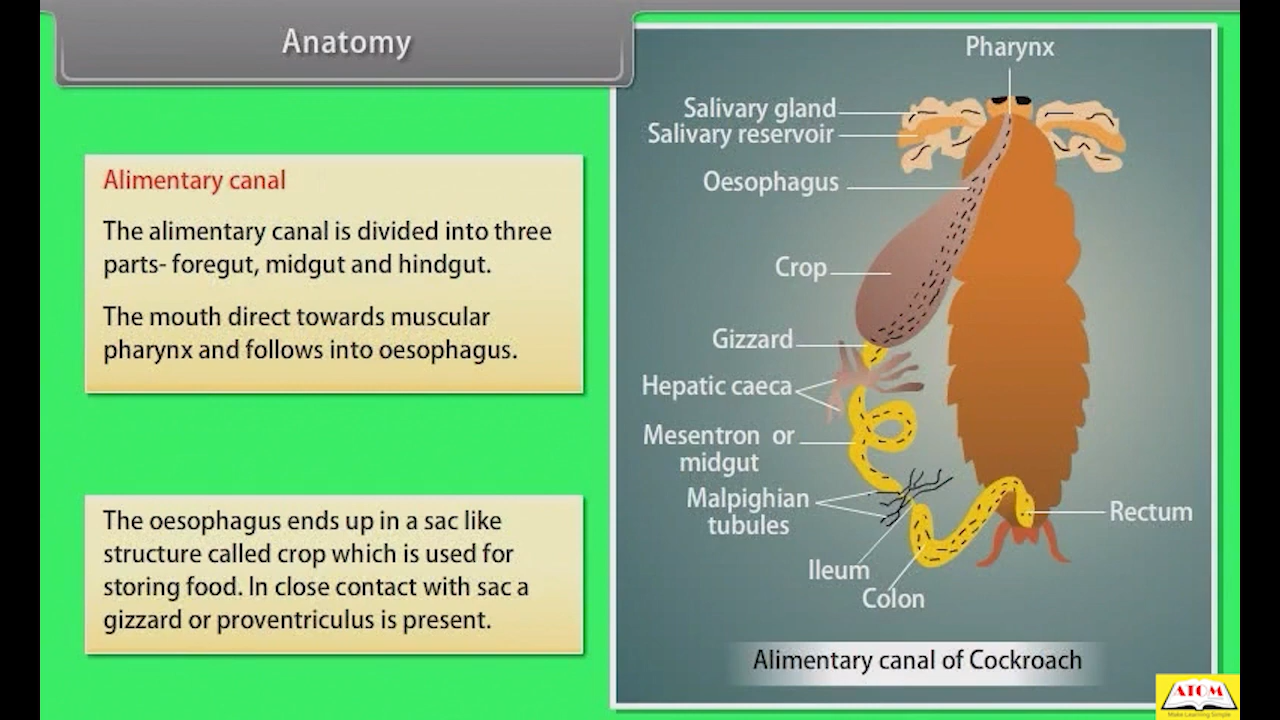 Anatomy
Alimentary canal
The alimentary canal is divided into three
parts- foregut, midgut and hindgut.
The mouth direct towards muscular
pharynx and follows into oesophagus.
The oesophagus ends up in a sac like
structure called crop which is used for
storing food. In close contact with sac a
gizzard or proventriculus is present.
Pharynx
Salivary gland
Salivary reservoir
Oesophagus
Crop
Gizzard
Hepatic caeca
Mesentron or
midgut
Malpighian
tubules
Ileum
Colon
Rectum
Alimentary canal of Cockroach
ATOM
Make Learning Simple